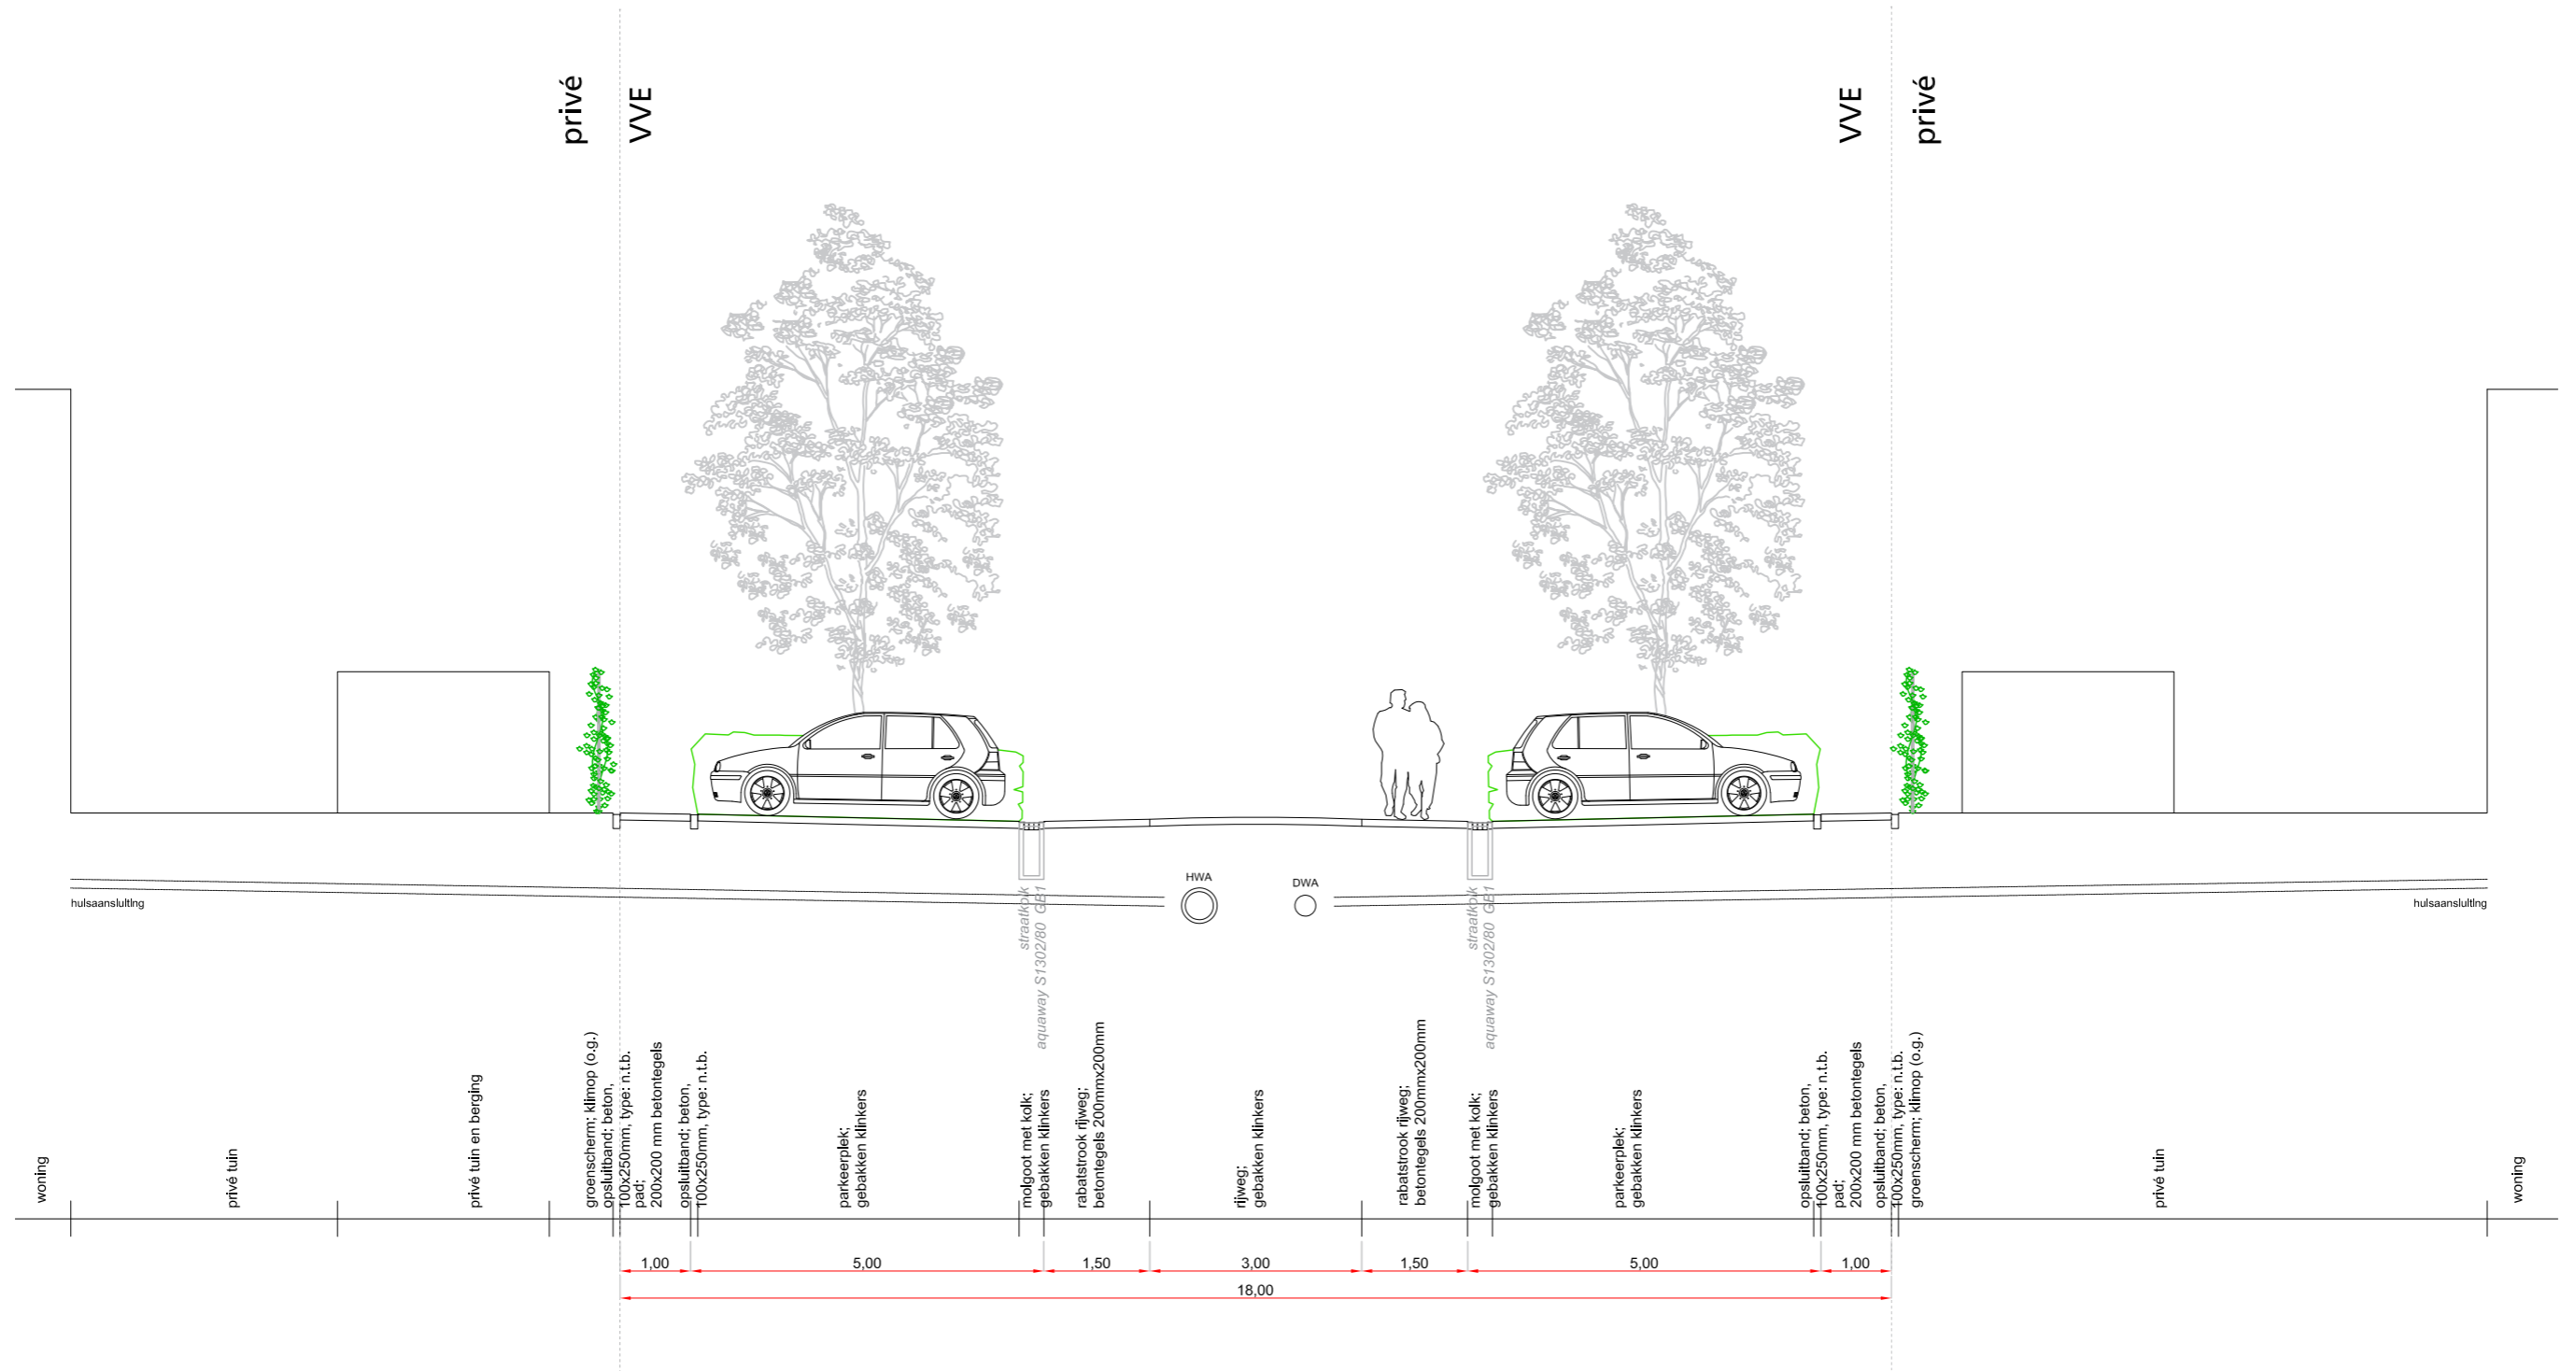 privé
VVE
VVE
privé
HWA
DWA
huisaansluiting
huisaansluiting
straatkolk
aquaway S1302/80 GB1
straatkolk
aquaway S1302/80 GB1
woning
privé tuin
privé tuin en berging
groenscherm; klimop (o.g.)
opsluitband; beton,
100x250mm, type: n.t.b.
pad;
200x200 mm betontegels
opsluitband; beton,
100x250mm, type: n.t.b.
parkeerplek;
gebakken klinkers
molgoot met kolk;
gebakken klinkers
rabatstrook rijweg;
betontegels 200mmx200mm
rijweg;
gebakken klinkers
rabatstrook rijweg;
betontegels 200mmx200mm
molgoot met kolk;
gebakken klinkers
parkeerplek;
gebakken klinkers
opsluitband; beton,
100x250mm, type: n.t.b.
pad;
200x200 mm betontegels
opsluitband; beton,
100x250mm, type: n.t.b.
groenscherm; klimop (o.g.)
privé tuin
woning
1,00
5,00
1,50
3,00
1,50
5,00
1,00
18,00